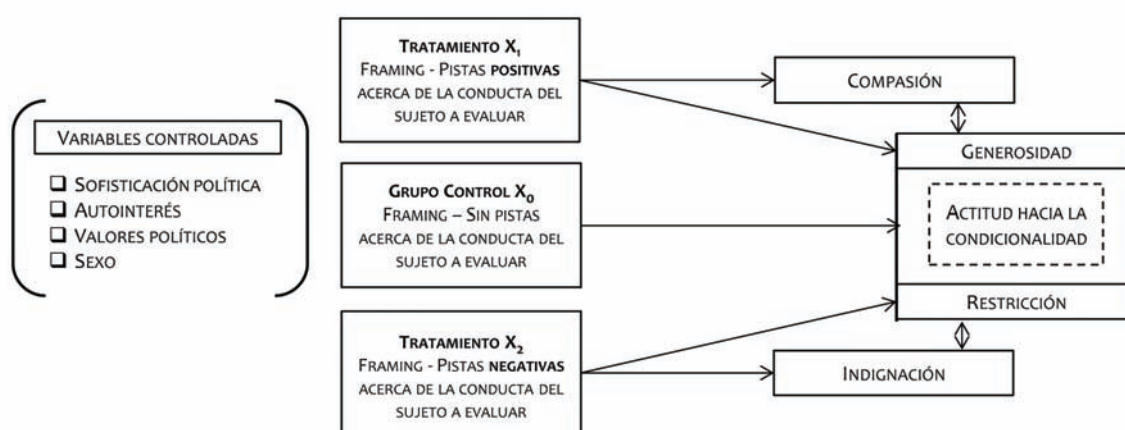 VARIABLES CONTROLADAS
❑ SOFISTICACIÓN POLÍTICA
❑ AUTOINTERÉS
❑ VALORES POLÍTICOS
❑ SEXO
TRATAMIENTO X₁
FRAMING - PISTAS POSITIVAS
ACERCA DE LA CONDUCTA DEL
SUJETO A EVALUAR
GRUPO CONTROL X₀
FRAMING – SIN PISTAS
ACERCA DE LA CONDUCTA DEL
SUJETO A EVALUAR
TRATAMIENTO X₂
FRAMING - PISTAS NEGATIVAS
ACERCA DE LA CONDUCTA DEL
SUJETO A EVALUAR
COMPASIÓN
GENEROSIDAD
ACTITUD HACIA LA
CONDICIONALIDAD
RESTRICCIÓN
INDIGNACIÓN